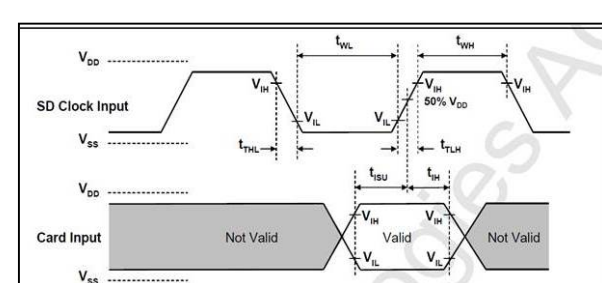 V_DD
t_WL
t_WH
V_IH
V_IH
V_IH
50% V_DD
SD Clock Input
V_IL
V_IL
V_SS
t_THL
t_TLH
t_ISU
t_IH
V_DD
V_IH
V_IH
Card Input
Not Valid
Valid
Not Valid
V_IL
V_IL
V_SS